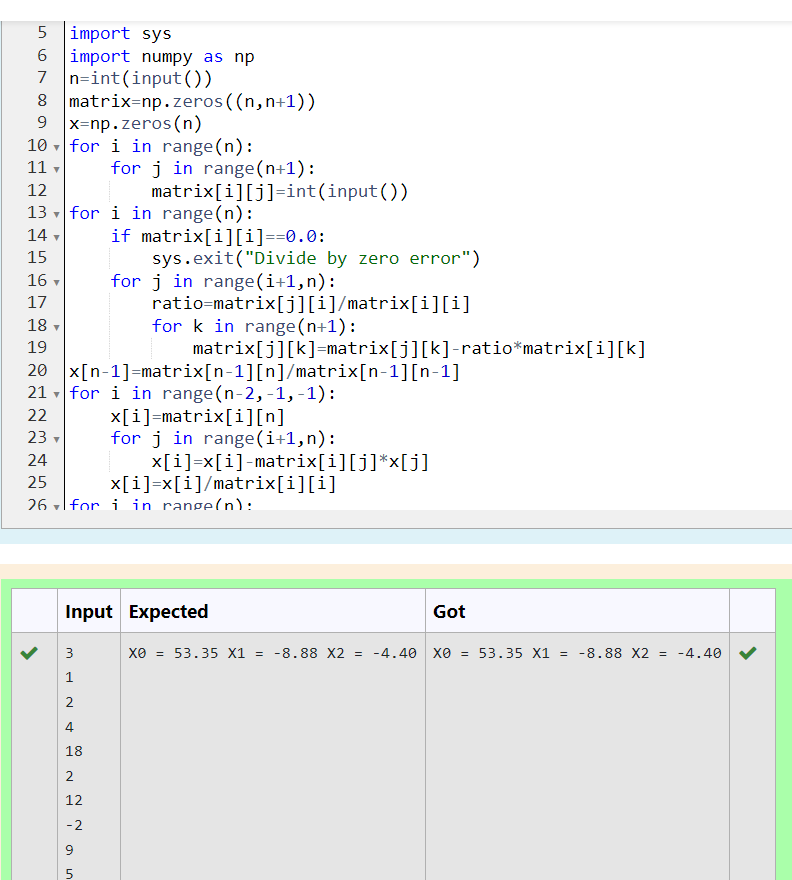 5 import sys
6 import numpy as np
7 n=int(input())
8 matrix=np.zeros((n,n+1))
9 x=np.zeros(n)
10 for i in range(n):
11     for j in range(n+1):
12         matrix[i][j]=int(input())
13 for i in range(n):
14     if matrix[i][i]==0.0:
15         sys.exit("Divide by zero error")
16     for j in range(i+1,n):
17         ratio=matrix[j][i]/matrix[i][i]
18         for k in range(n+1):
19             matrix[j][k]=matrix[j][k]-ratio*matrix[i][k]
20 x[n-1]=matrix[n-1][n]/matrix[n-1][n-1]
21 for i in range(n-2,-1,-1):
22     x[i]=matrix[i][n]
23     for j in range(i+1,n):
24         x[i]=x[i]-matrix[i][j]*x[j]
25     x[i]=x[i]/matrix[i][i]
26 for i in range(n):
Input Expected Got
3 X0 = 53.35 X1 = -8.88 X2 = -4.40 X0 = 53.35 X1 = -8.88 X2 = -4.40
1
2
4
18
2
12
-2
9
5